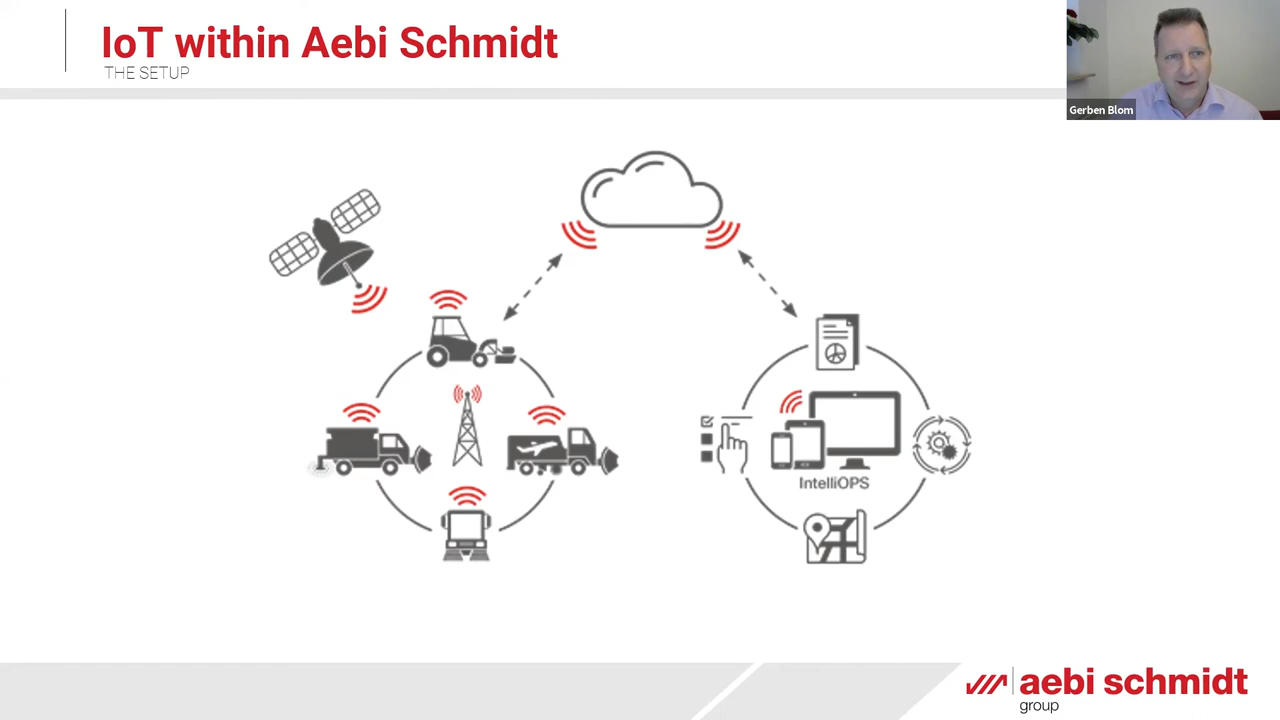 IoT within Aebi Schmidt
THE SETUP
Gerben Blom
IntelliOPS
aebi schmidt
group